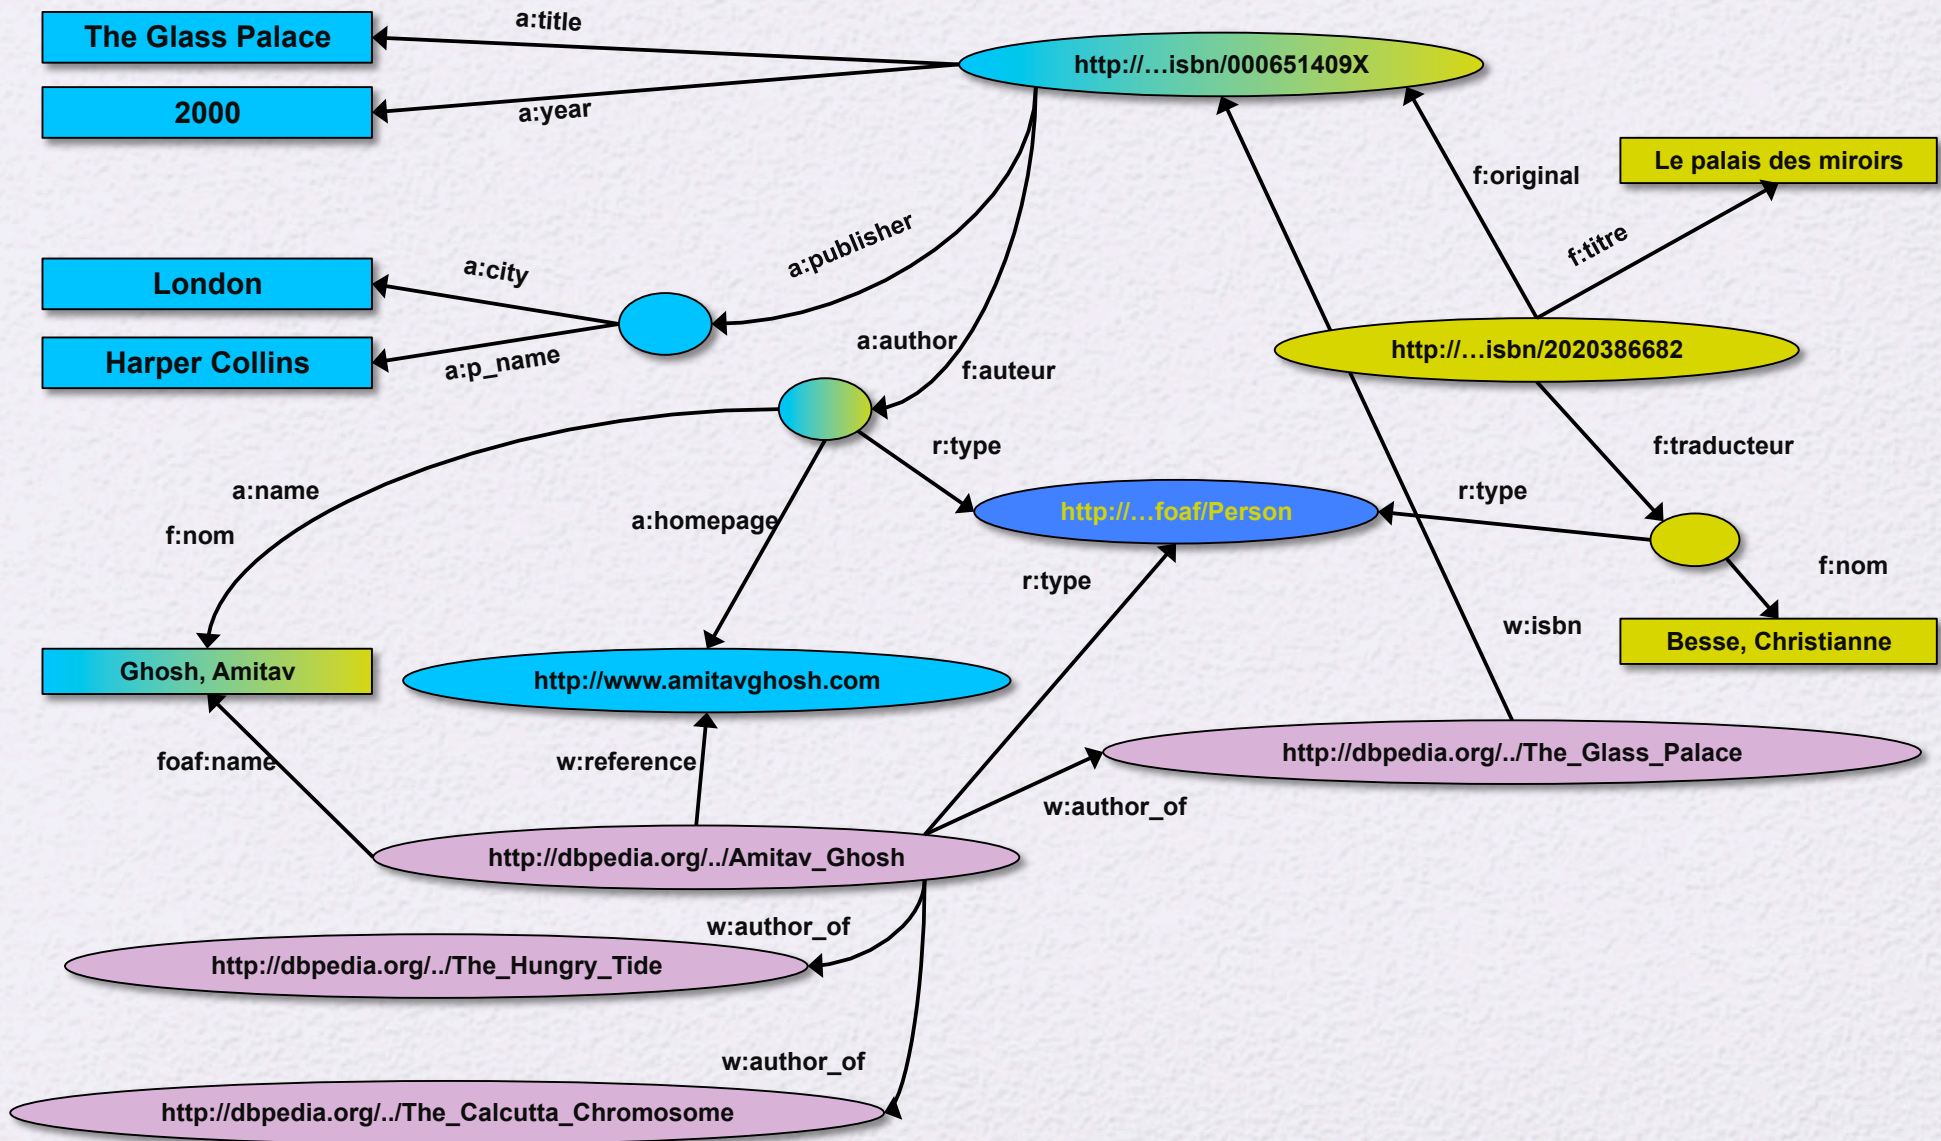 a:title
The Glass Palace
http://…isbn/000651409X
2000
a:year
Le palais des miroirs
f:original
f:titre
a:publisher
a:city
London
a:author
http://…isbn/2020386682
Harper Collins
a:p_name
f:auteur
r:type
f:traducteur
a:name
r:type
http://…foaf/Person
a:homepage
f:nom
r:type
f:nom
w:isbn
Besse, Christianne
Ghosh, Amitav
http://www.amitavghosh.com
foaf:name
w:reference
http://dbpedia.org/../The_Glass_Palace
w:author_of
http://dbpedia.org/../Amitav_Ghosh
w:author_of
http://dbpedia.org/../The_Hungry_Tide
w:author_of
http://dbpedia.org/../The_Calcutta_Chromosome